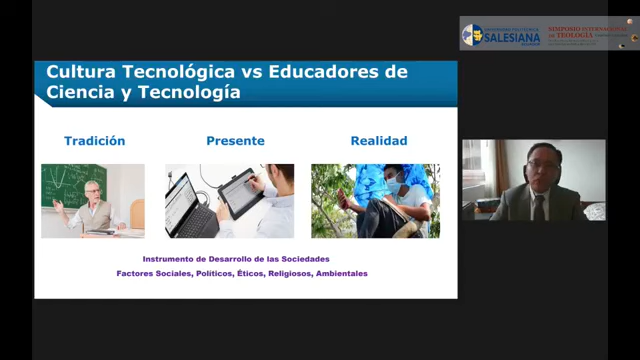 Cultura Tecnológica vs Educadores de
Ciencia y Tecnología
Tradición
Presente
Realidad
Instrumento de Desarrollo de las Sociedades
Factores Sociales, Políticos, Éticos, Religiosos, Ambientales
SALESIANA
SIMPOSIO INTERNACIONAL
DE TEOLOGÍA